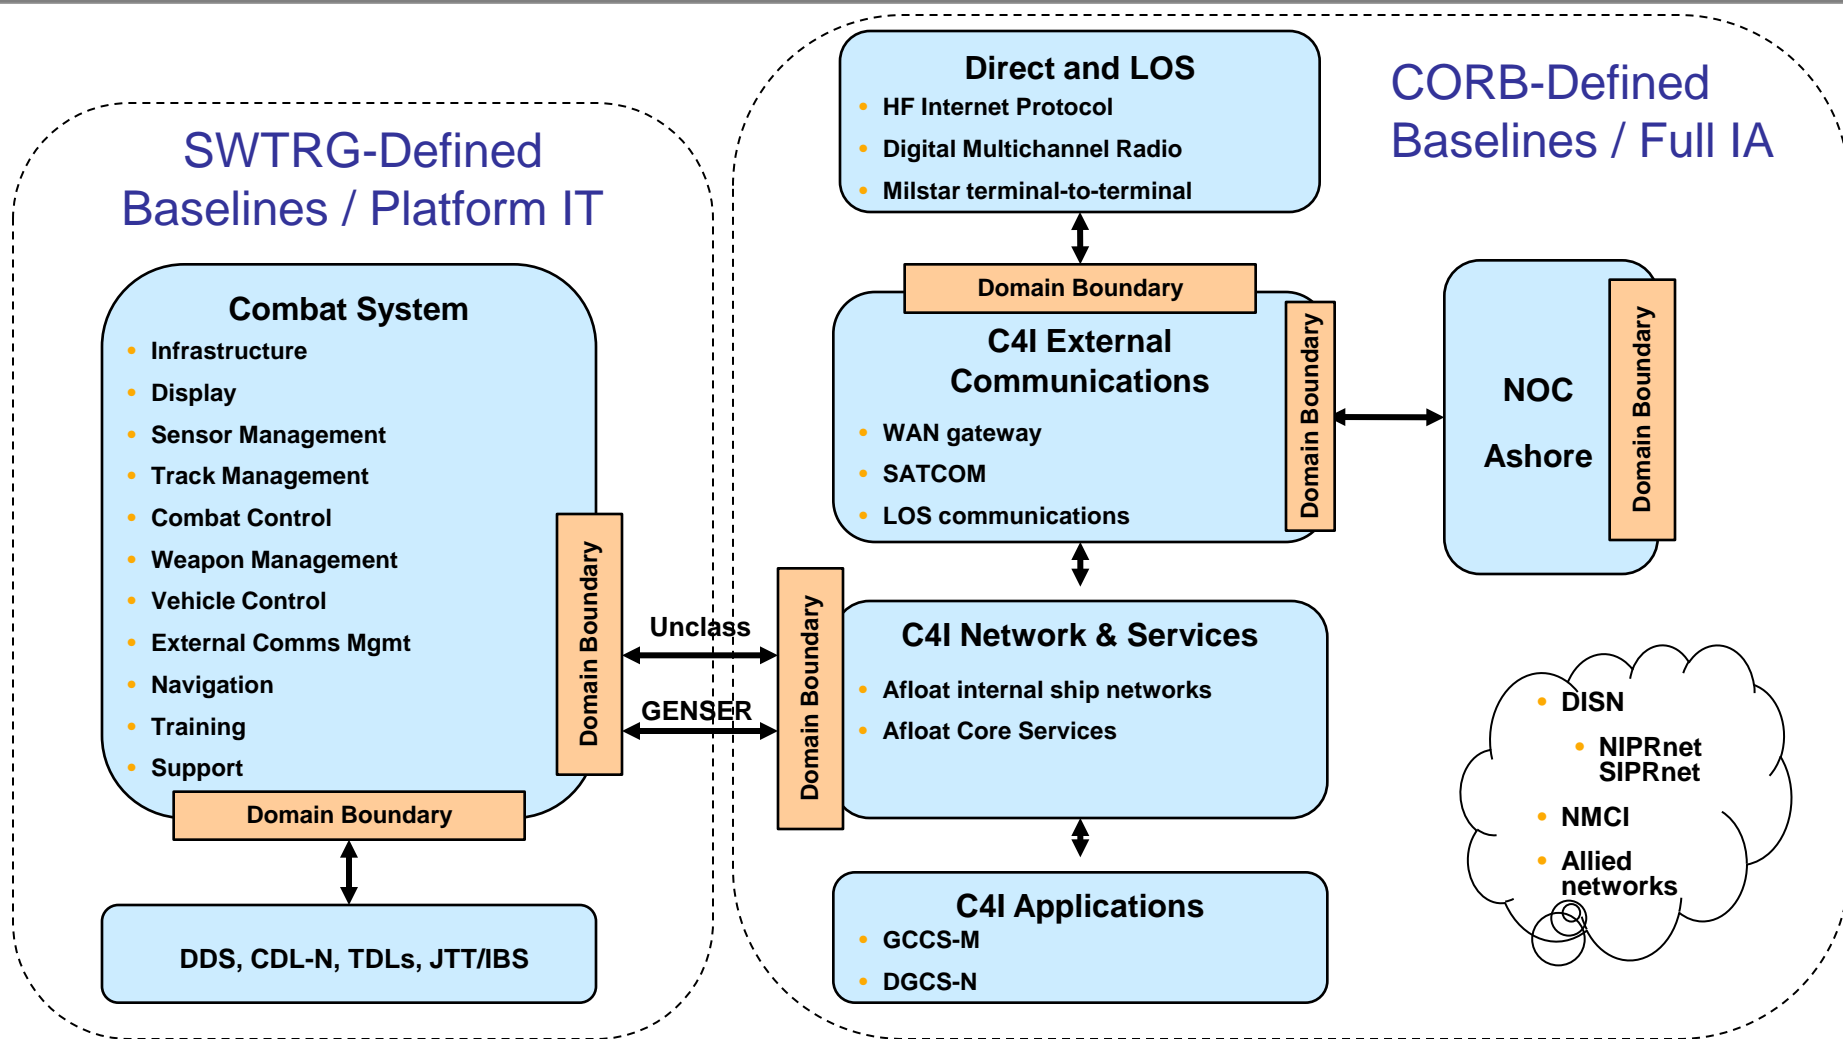 SWTRG-Defined
Baselines / Platform IT
Combat System
• Infrastructure
• Display
• Sensor Management
• Track Management
• Combat Control
• Weapon Management
• Vehicle Control
• External Comms Mgmt
• Navigation
• Training
• Support
Domain Boundary
Domain Boundary
DDS, CDL-N, TDLs, JTT/IBS
Unclass
GENSER
CORB-Defined
Baselines / Full IA
Direct and LOS
• HF Internet Protocol
• Digital Multichannel Radio
• Milstar terminal-to-terminal
Domain Boundary
C4I External
Communications
• WAN gateway
• SATCOM
• LOS communications
Domain Boundary
NOC
Ashore
Domain Boundary
Domain Boundary
C4I Network & Services
• Afloat internal ship networks
• Afloat Core Services
C4I Applications
• GCCS-M
• DGCS-N
• DISN
• NIPRnet
SIPRnet
• NMCI
• Allied
networks